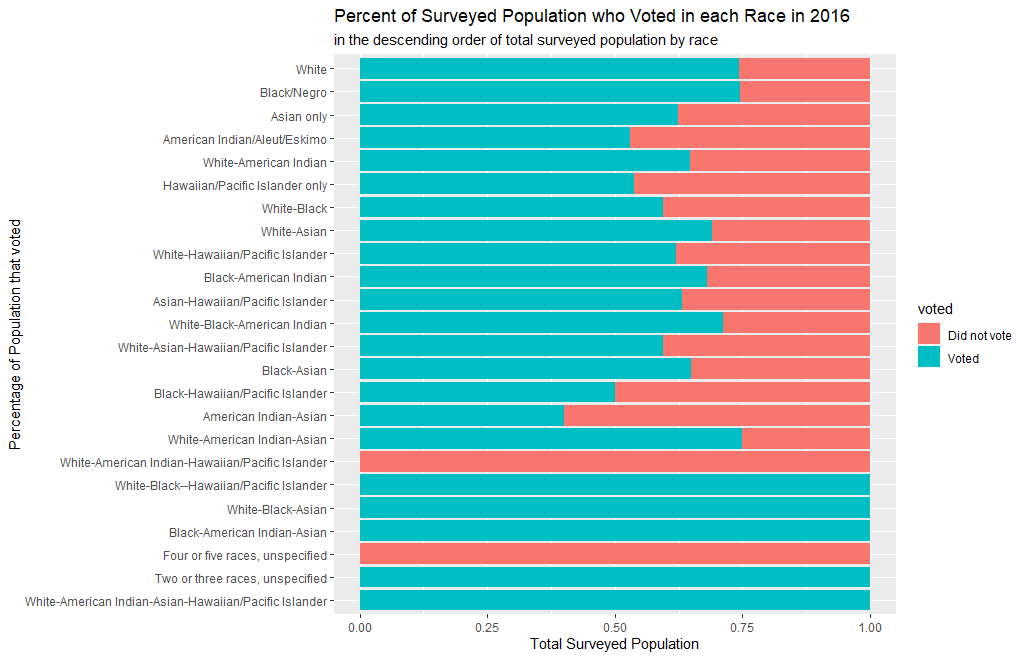 Percent of Surveyed Population who Voted in each Race in 2016
in the descending order of total surveyed population by race
Percentage of Population that voted
White
Black/Negro
Asian only
American Indian/Aleut/Eskimo
White-American Indian
Hawaiian/Pacific Islander only
White-Black
White-Asian
White-Hawaiian/Pacific Islander
Black-American Indian
Asian-Hawaiian/Pacific Islander
White-Black-American Indian
White-Asian-Hawaiian/Pacific Islander
Black-Asian
Black-Hawaiian/Pacific Islander
American Indian-Asian
White-American Indian-Asian
White-American Indian-Hawaiian/Pacific Islander
White-Black--Hawaiian/Pacific Islander
White-Black-Asian
Black-American Indian-Asian
Four or five races, unspecified
Two or three races, unspecified
White-American Indian-Asian-Hawaiian/Pacific Islander
0.00 0.25 0.50 0.75 1.00
Total Surveyed Population
voted
Did not vote
Voted